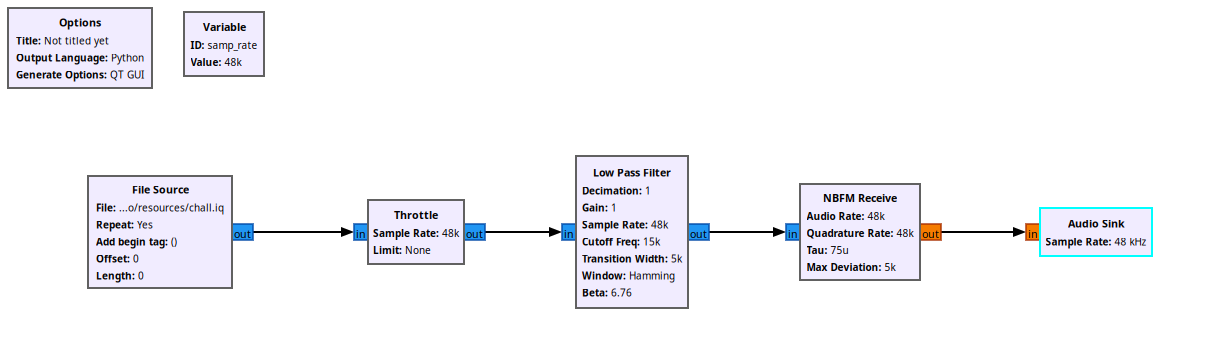 Options
Title: Not titled yet
Output Language: Python
Generate Options: QT GUI
Variable
ID: samp_rate
Value: 48k
File Source
File: ...o/resources/chall.iq
Repeat: Yes
Add begin tag: ()
Offset: 0
Length: 0
out
in
Throttle
Sample Rate: 48k
Limit: None
out
in
Low Pass Filter
Decimation: 1
Gain: 1
Sample Rate: 48k
Cutoff Freq: 15k
Transition Width: 5k
Window: Hamming
Beta: 6.76
out
in
NBFM Receive
Audio Rate: 48k
Quadrature Rate: 48k
Tau: 75u
Max Deviation: 5k
out
in
Audio Sink
Sample Rate: 48 kHz